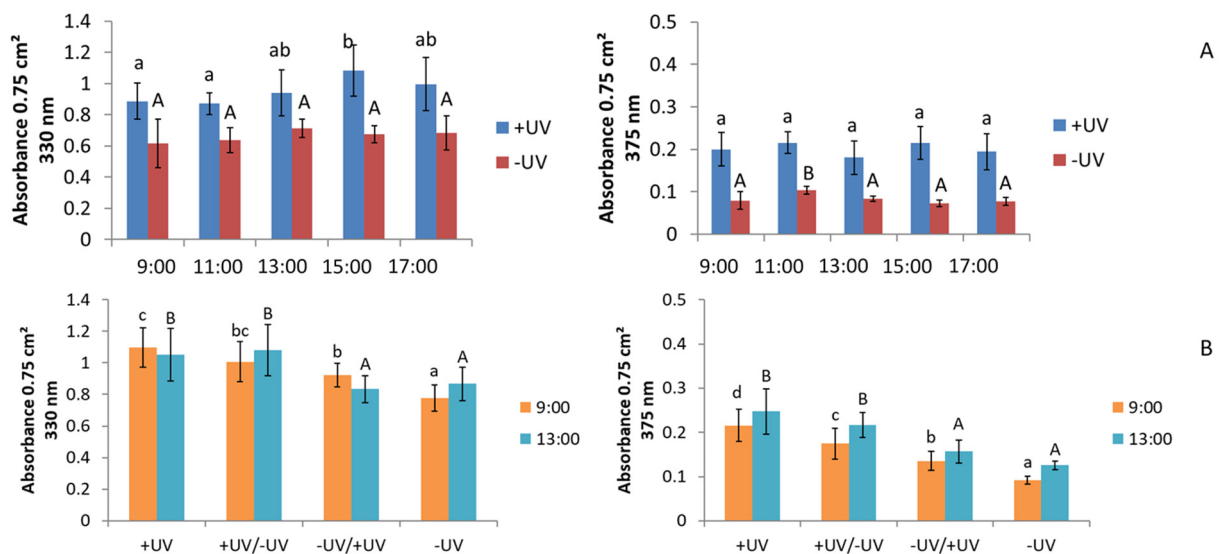 Absorbance 0.75 cm²
330 nm
1.4
1.2
1
0.8
0.6
0.4
0.2
0
a
A
a
A
ab
A
b
A
ab
A
9:00 11:00 13:00 15:00 17:00
+UV
-UV
Absorbance 0.75 cm²
375 nm
0.5
0.4
0.3
0.2
0.1
0
a
A
a
B
a
A
a
A
a
A
9:00 11:00 13:00 15:00 17:00
+UV
-UV
A
Absorbance 0.75 cm²
330 nm
1.4
1.2
1
0.8
0.6
0.4
0.2
0
c
B
bc
B
b
A
a
A
+UV +UV/-UV -UV/+UV -UV
9:00
13:00
Absorbance 0.75 cm²
375 nm
0.5
0.4
0.3
0.2
0.1
0
d
B
c
B
b
A
a
A
+UV +UV/-UV -UV/+UV -UV
9:00
13:00
B